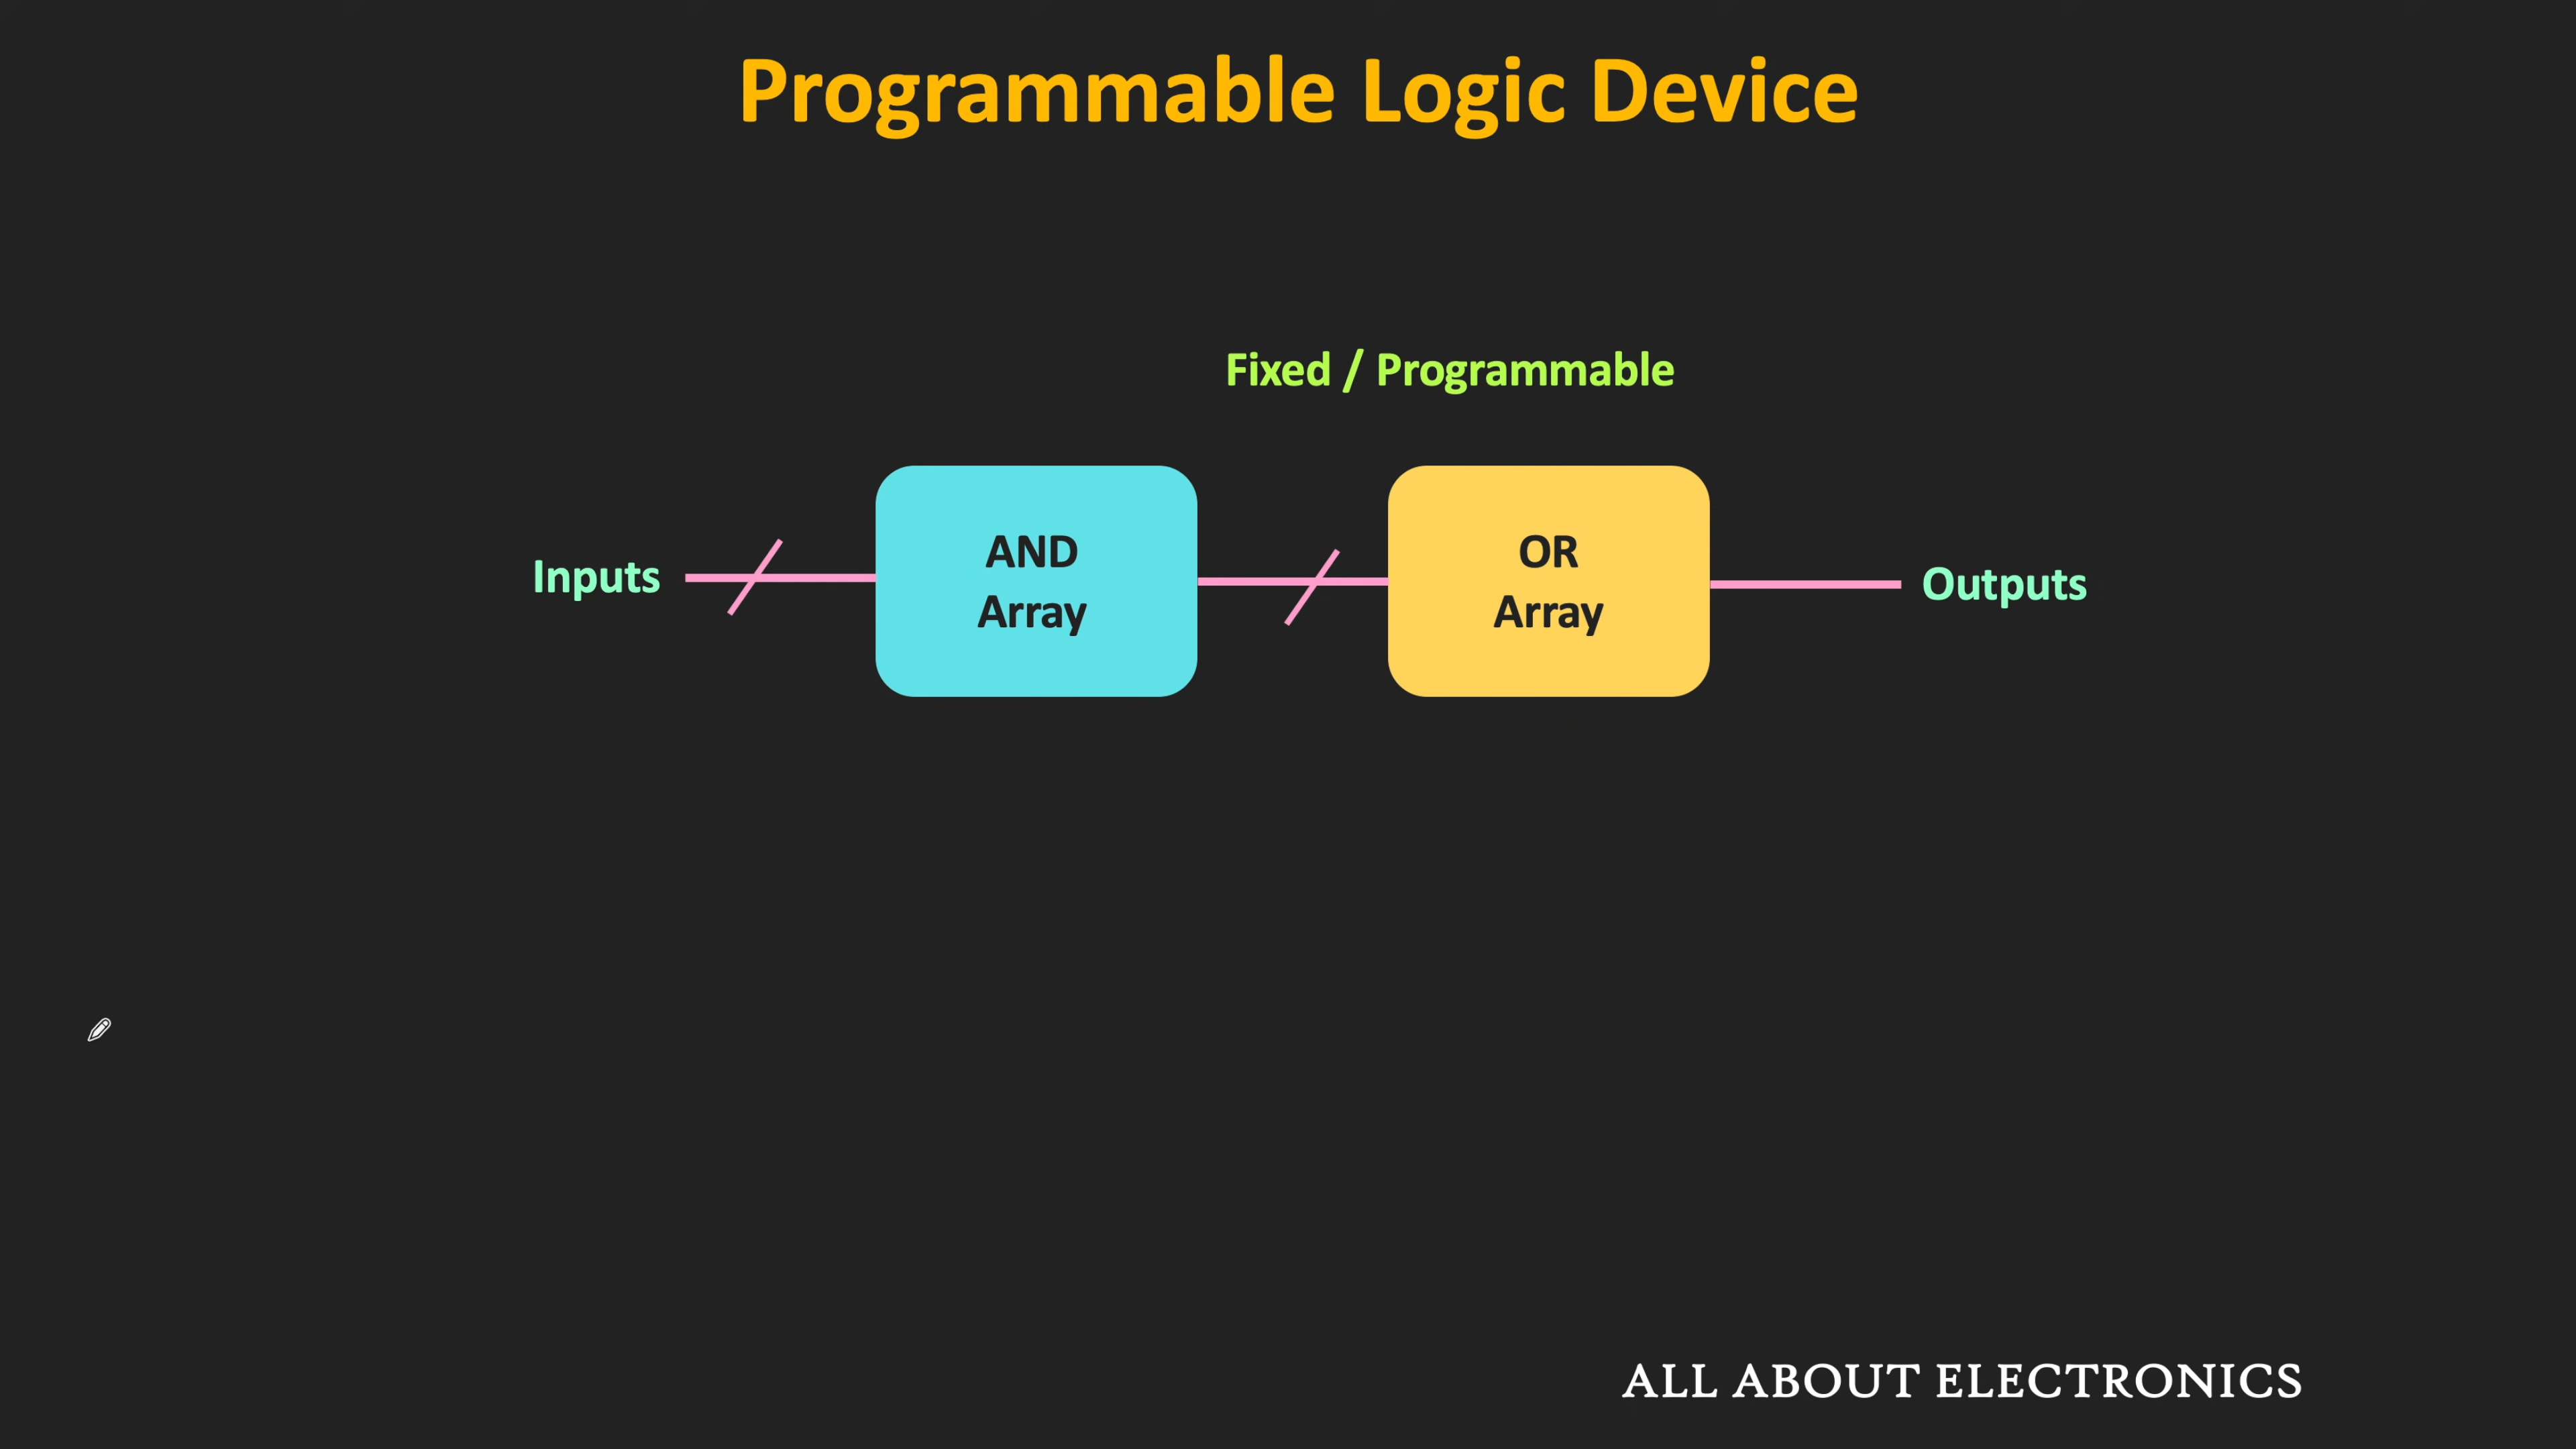 Programmable Logic Device
Fixed / Programmable
Inputs
AND
Array
OR
Array
Outputs
ALL ABOUT ELECTRONICS